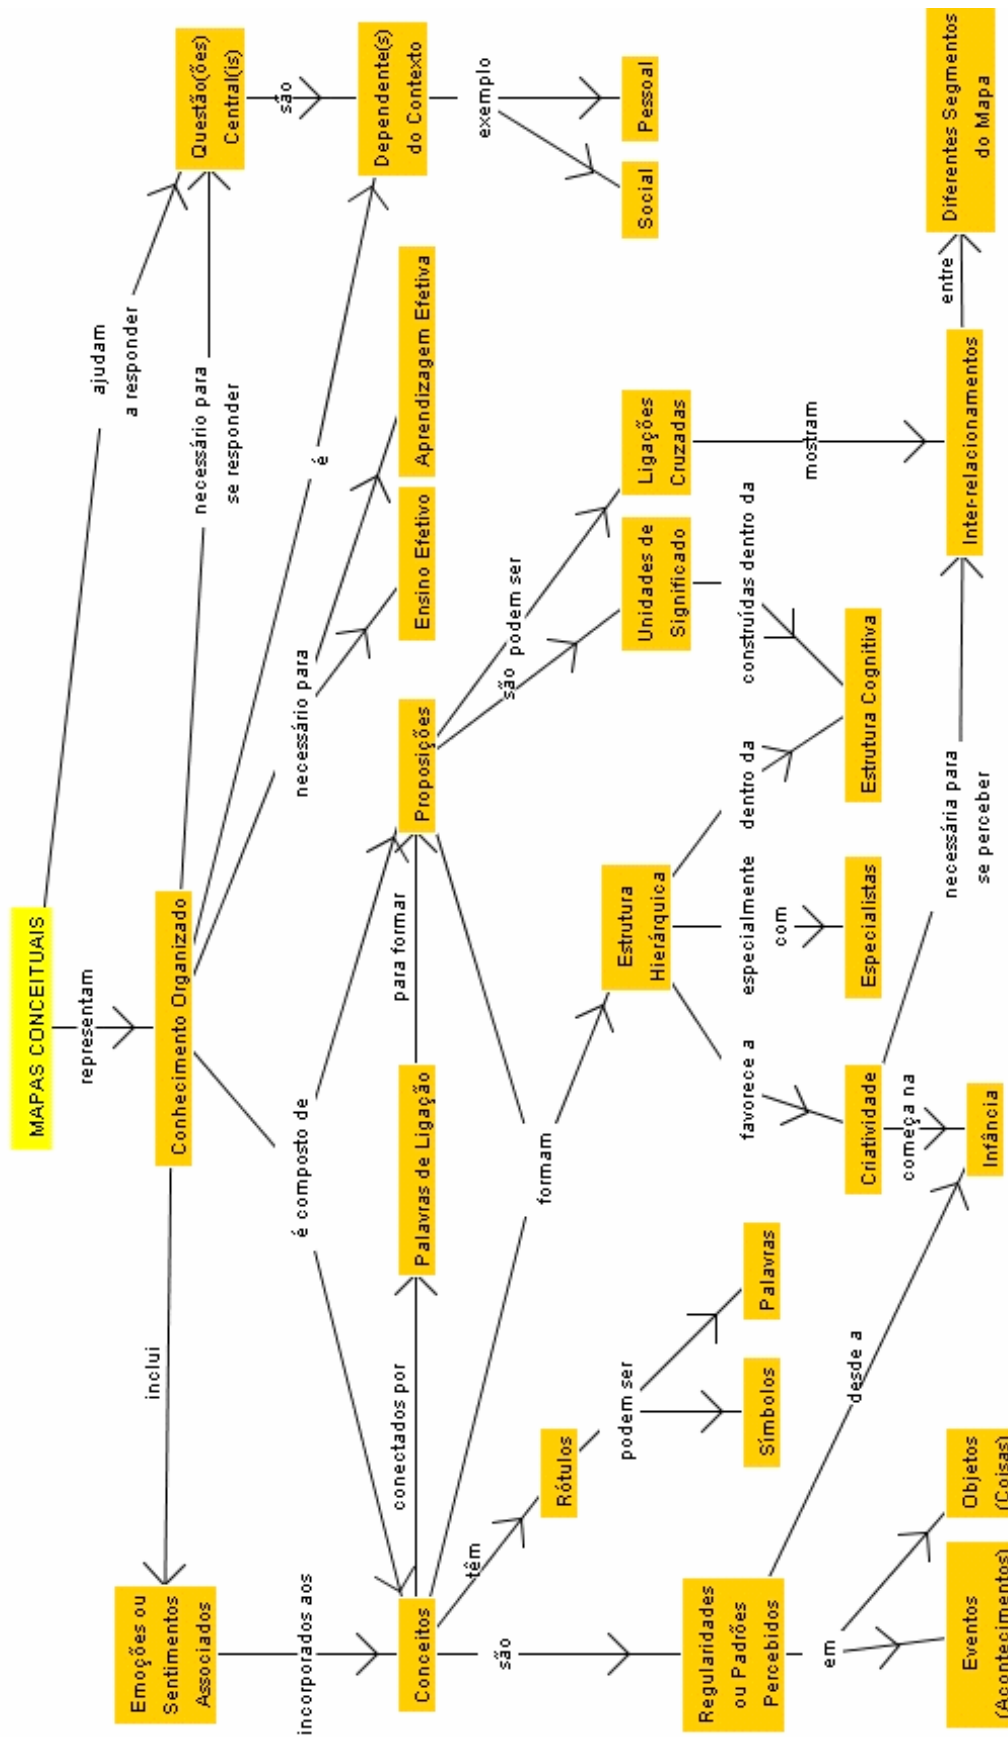 MAPAS CONCEITUAIS
representam
ajudam
a responder
Conhecimento Organizado
inclui
necessário para
se responder
Questão(ões)
Central(is)
são
Dependente(s)
do Contexto
exemplo
Pessoal
Social
é
necessário para
Ensino Efetivo
Aprendizagem Efetiva
Emoções ou
Sentimentos
Associados
incorporados aos
é composto de
Conceitos
conectados por
Palavras de Ligação
para formar
Proposições
são
podem ser
Unidades de
Significado
Ligações
Cruzadas
mostram
construídas dentro da
formam
Estrutura
Hierárquica
favorece a
especialmente
com
dentro da
Criatividade
Especialistas
Estrutura Cognitiva
têm
Rótulos
podem ser
Símbolos
Palavras
são
Regularidades
ou Padrões
Percebidos
desde a
começa na
Infância
necessária para
se perceber
Inter-relacionamentos
entre
Diferentes Segmentos
do Mapa
em
Eventos
(Acontecimentos)
Objetos
(Coisas)